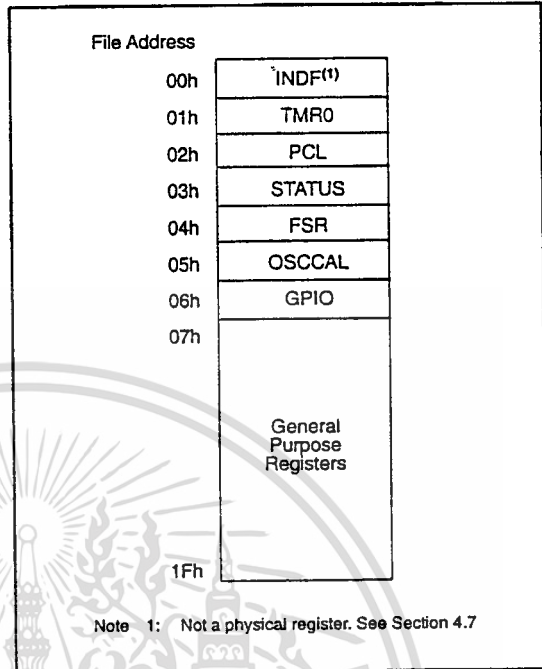 File Address
00h INDF(1)
01h TMR0
02h PCL
03h STATUS
04h FSR
05h OSCCAL
06h GPIO
07h
General
Purpose
Registers
1Fh
Note 1: Not a physical register. See Section 4.7